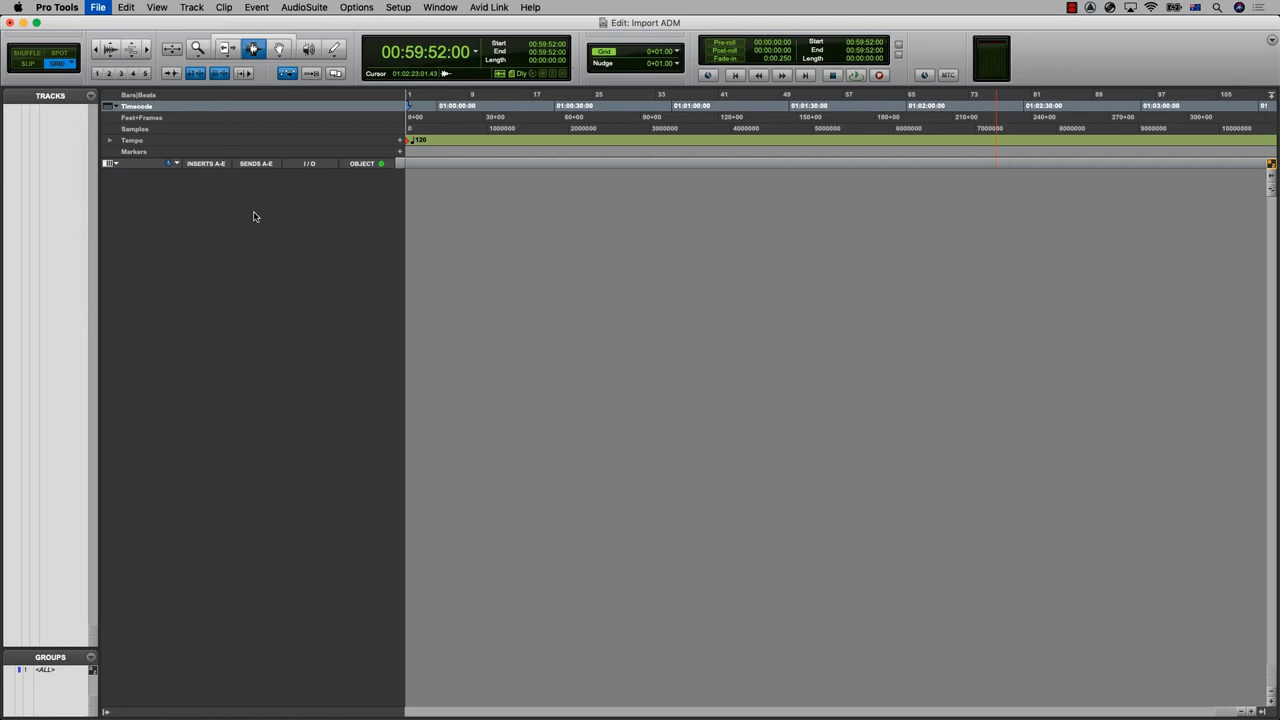 Pro Tools File Edit View Track Clip Event AudioSuite Options Setup Window Avid Link Help
Edit: Import ADM
SHUFFLE SPOT
SLIP GRID
1 2 3 4 5
00:59:52:00
Start 00:59:52:00
End 00:59:52:00
Length 00:00:00:00
Cursor 01:02:23:01.43
Dly
Grid 0+01.00
Nudge 0+01.00
Pre-roll 00:00:00:00
Post-roll 00:00:00:00
Fade-in 0:00.250
Start 00:59:52:00
End 00:59:52:00
Length 00:00:00:00
MTC
TRACKS
Bars|Beats 1 9 17 25 33 41 49 57 65 73 81 89 97 105
Timecode 01:00:00:00 01:00:30:00 01:01:00:00 01:01:30:00 01:02:00:00 01:02:30:00 01:03:00:00 01
Feet+Frames 0+00 30+00 60+00 90+00 120+00 150+00 180+00 210+00 240+00 270+00 300+00
Samples 0 1000000 2000000 3000000 4000000 5000000 6000000 7000000 8000000 9000000 10000000
Tempo + 120
Markers +
INSERTS A-E SENDS A-E I / O OBJECT
GROUPS
1 <ALL>